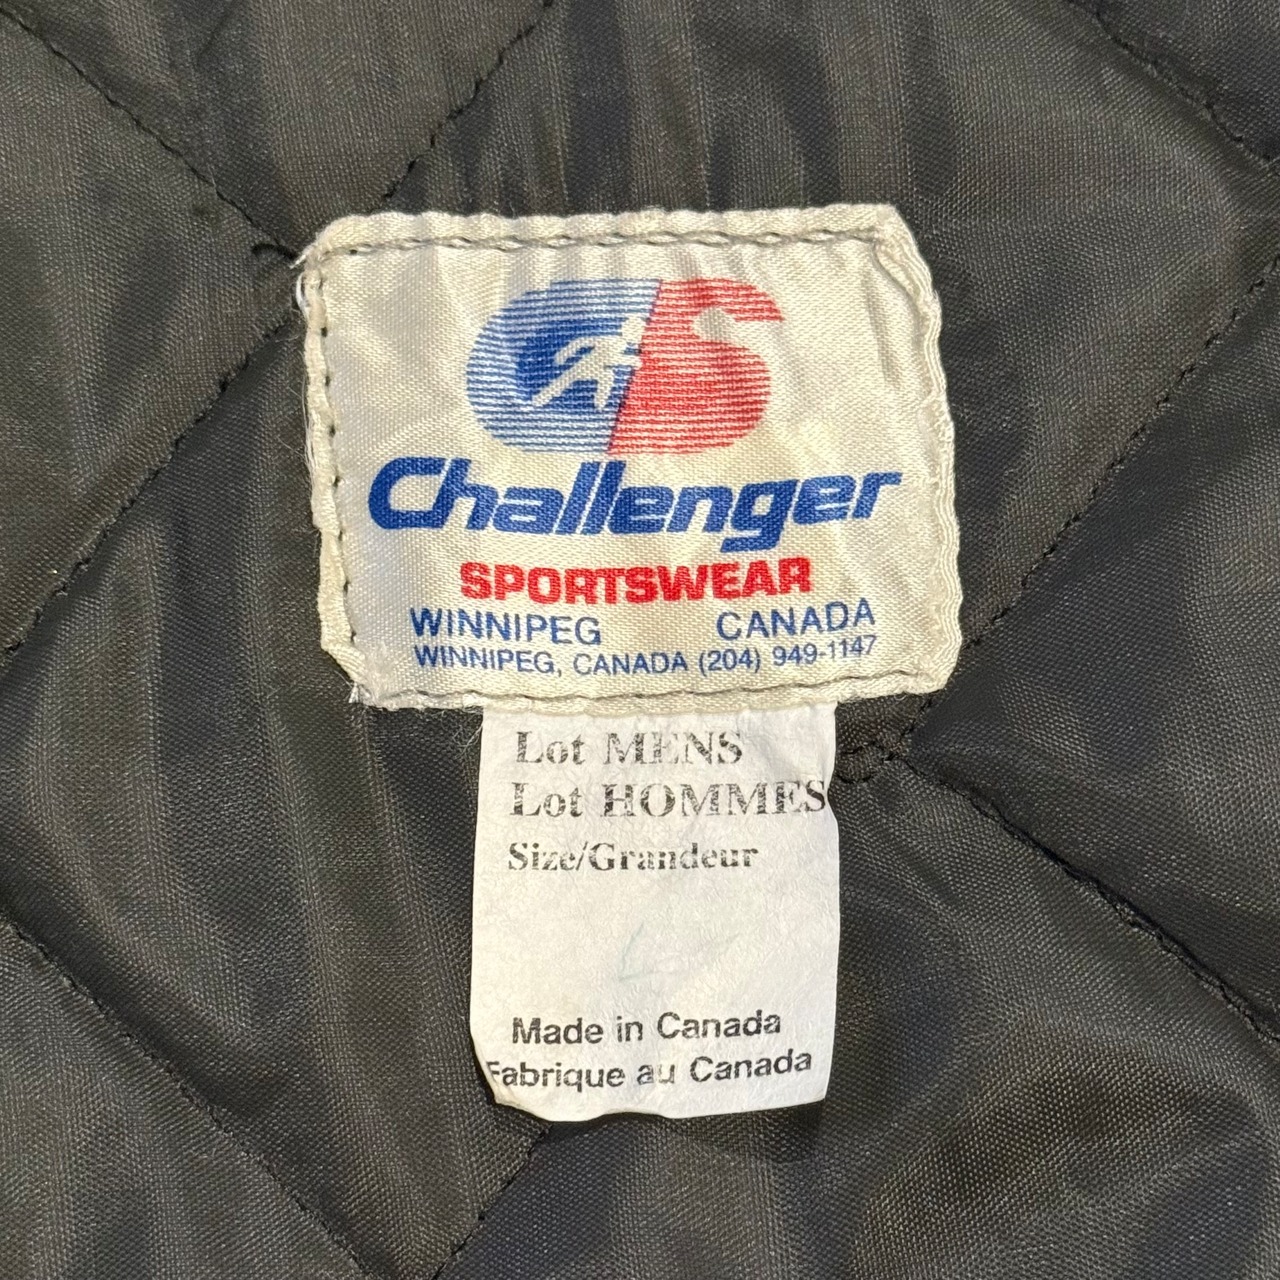 CS
Challenger
SPORTSWEAR
WINNIPEG CANADA
WINNIPEG, CANADA (204) 949-1147
Lot MENS
Lot HOMMES
Size/Grandeur
Made in Canada
Fabrique au Canada